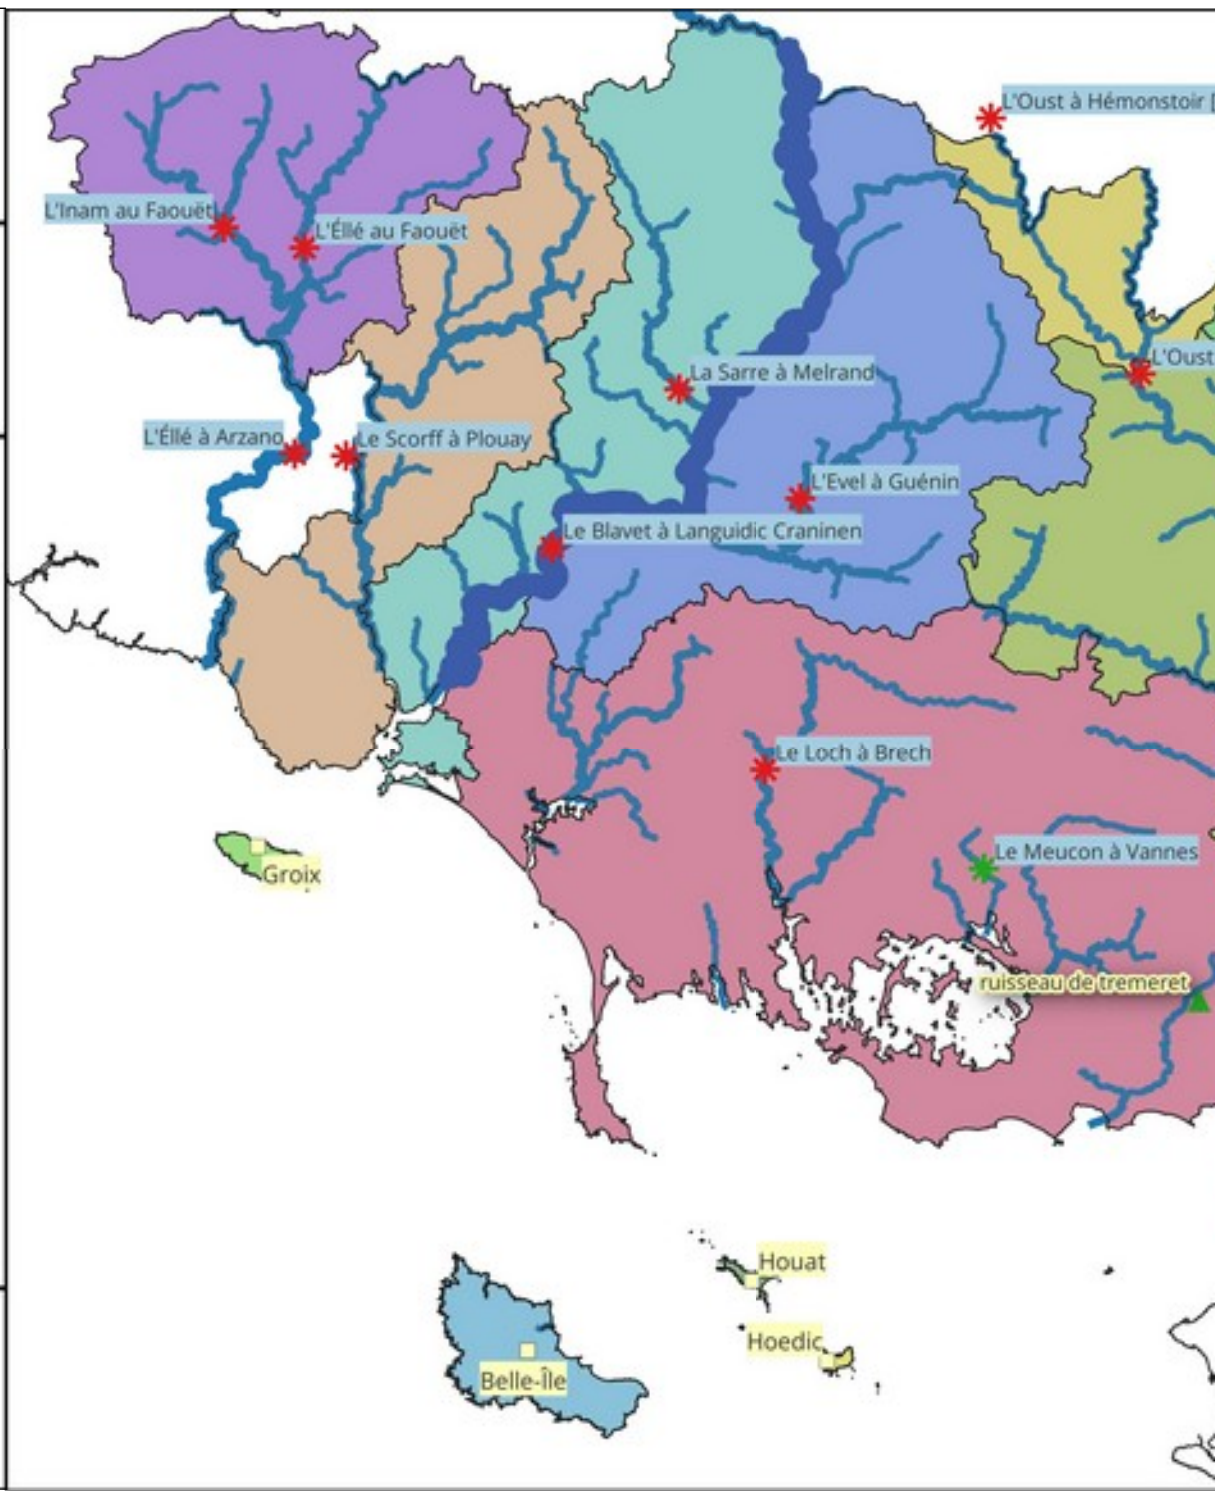 L'Oust à Hémonstoir [
L'Inam au Faouët
L'Éllé au Faouët
L'Oust
La Sarre à Melrand
L'Éllé à Arzano
Le Scorff à Plouay
L'Evel à Guénin
Le Blavet à Languidic Craninen
Le Loch à Brech
Le Meucon à Vannes
Groix
ruisseau de tremeret
Houat
Hoedic
Belle-Île